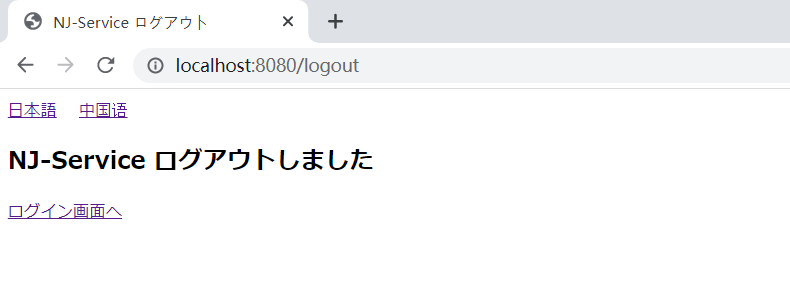 NJ-Service ログアウト
localhost:8080/logout
日本語 中国语
NJ-Service ログアウトしました
ログイン画面へ